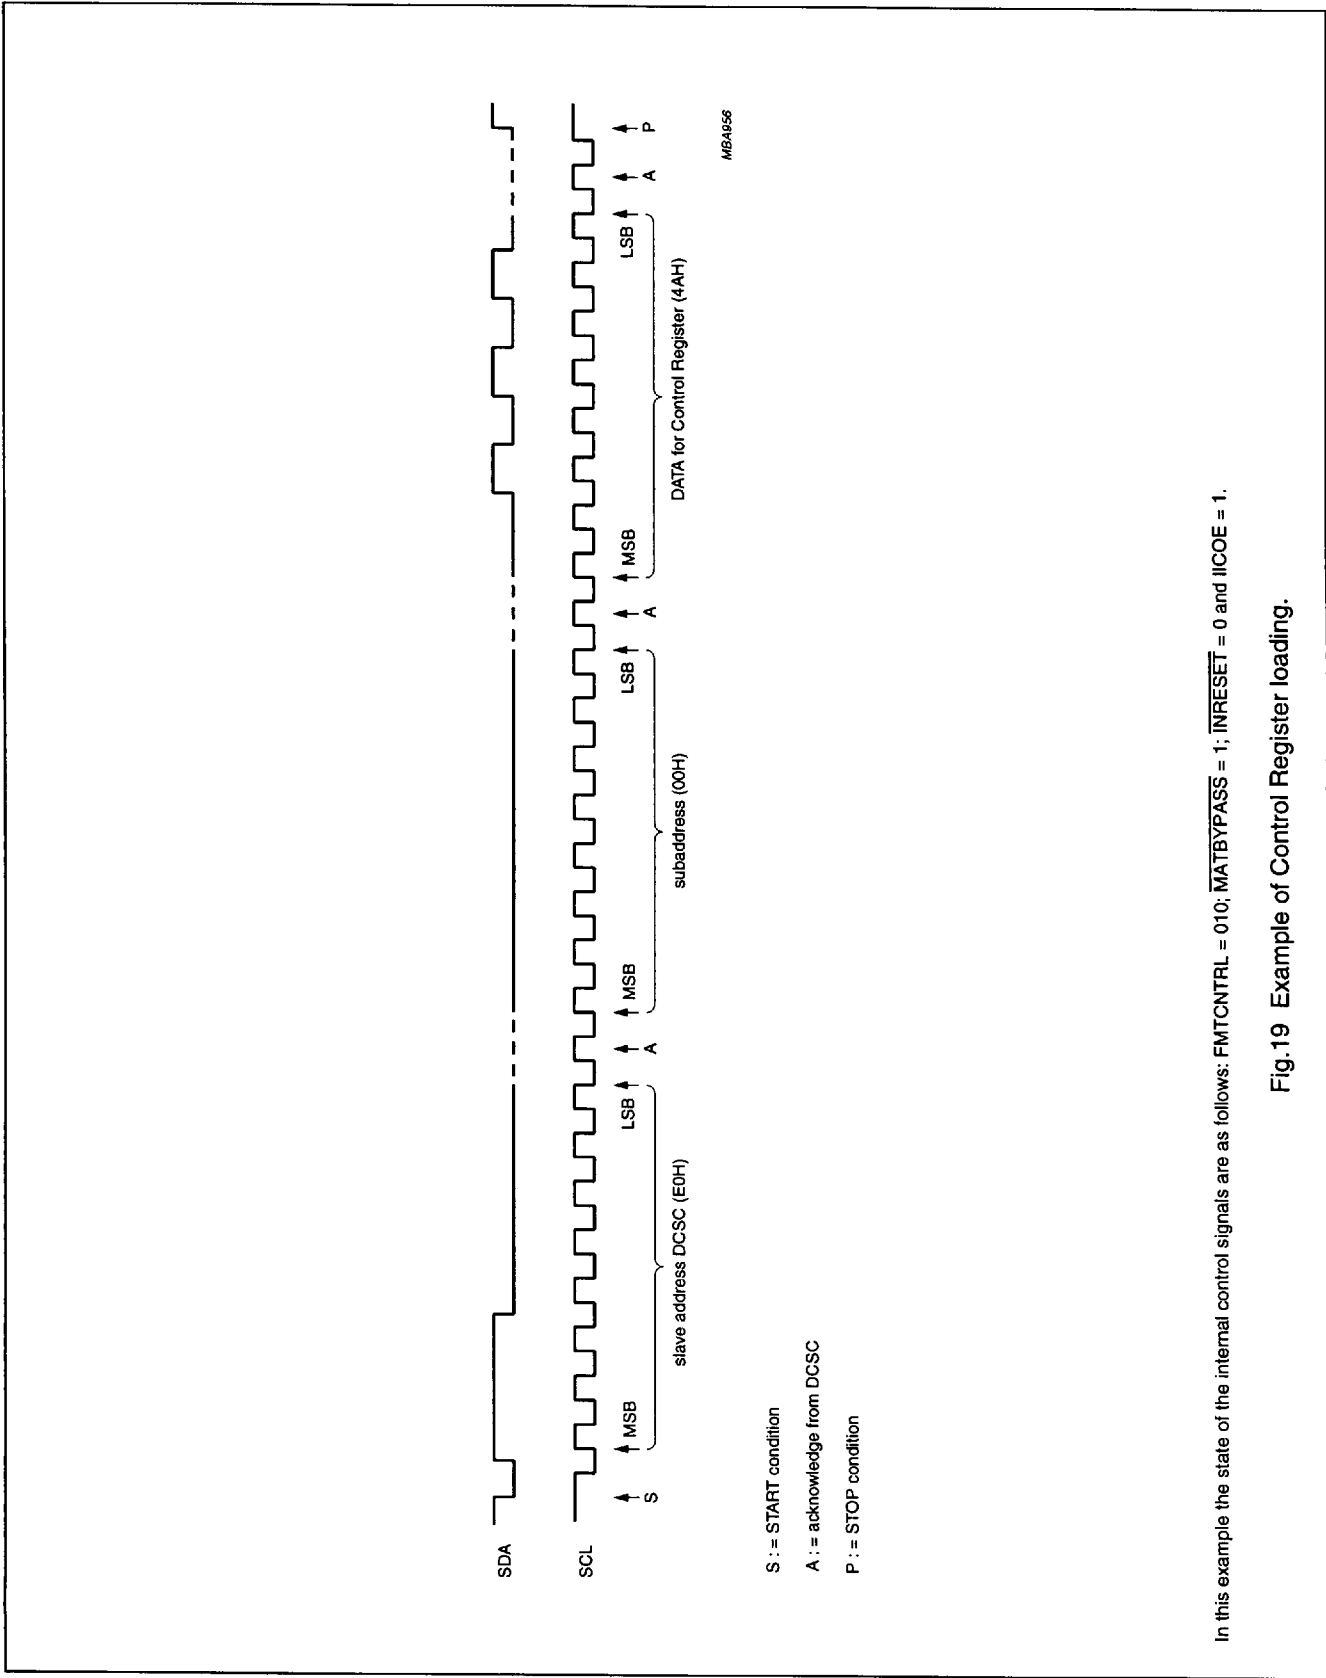 SDA
SCL
S
MSB
LSB
A
MSB
LSB
A
MSB
LSB
A
P
slave address DCSC (E0H)
subaddress (00H)
DATA for Control Register (4AH)
MBA956
S : = START condition
A : = acknowledge from DCSC
P : = STOP condition
In this example the state of the internal control signals are as follows: FMTCNTRL = 010; MATBYPASS = 1; INRESET = 0 and IICOE = 1.
Fig.19 Example of Control Register loading.